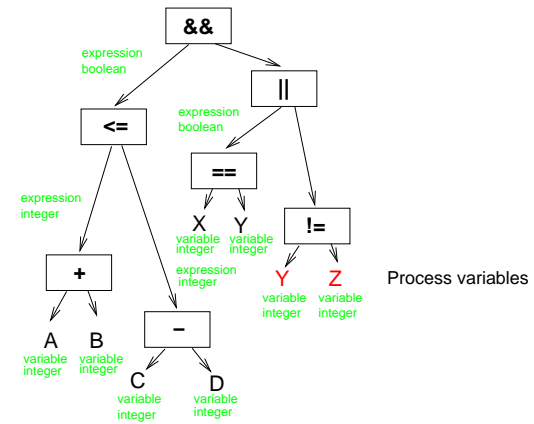 &&
expression
boolean
||
expression
boolean
<=
==
expression
integer
X Y
variable variable
integer integer
!=
+
expression
integer
Y Z
Process variables
variable variable
integer integer
–
A B
variable variable
integer integer
C D
variable variable
integer integer